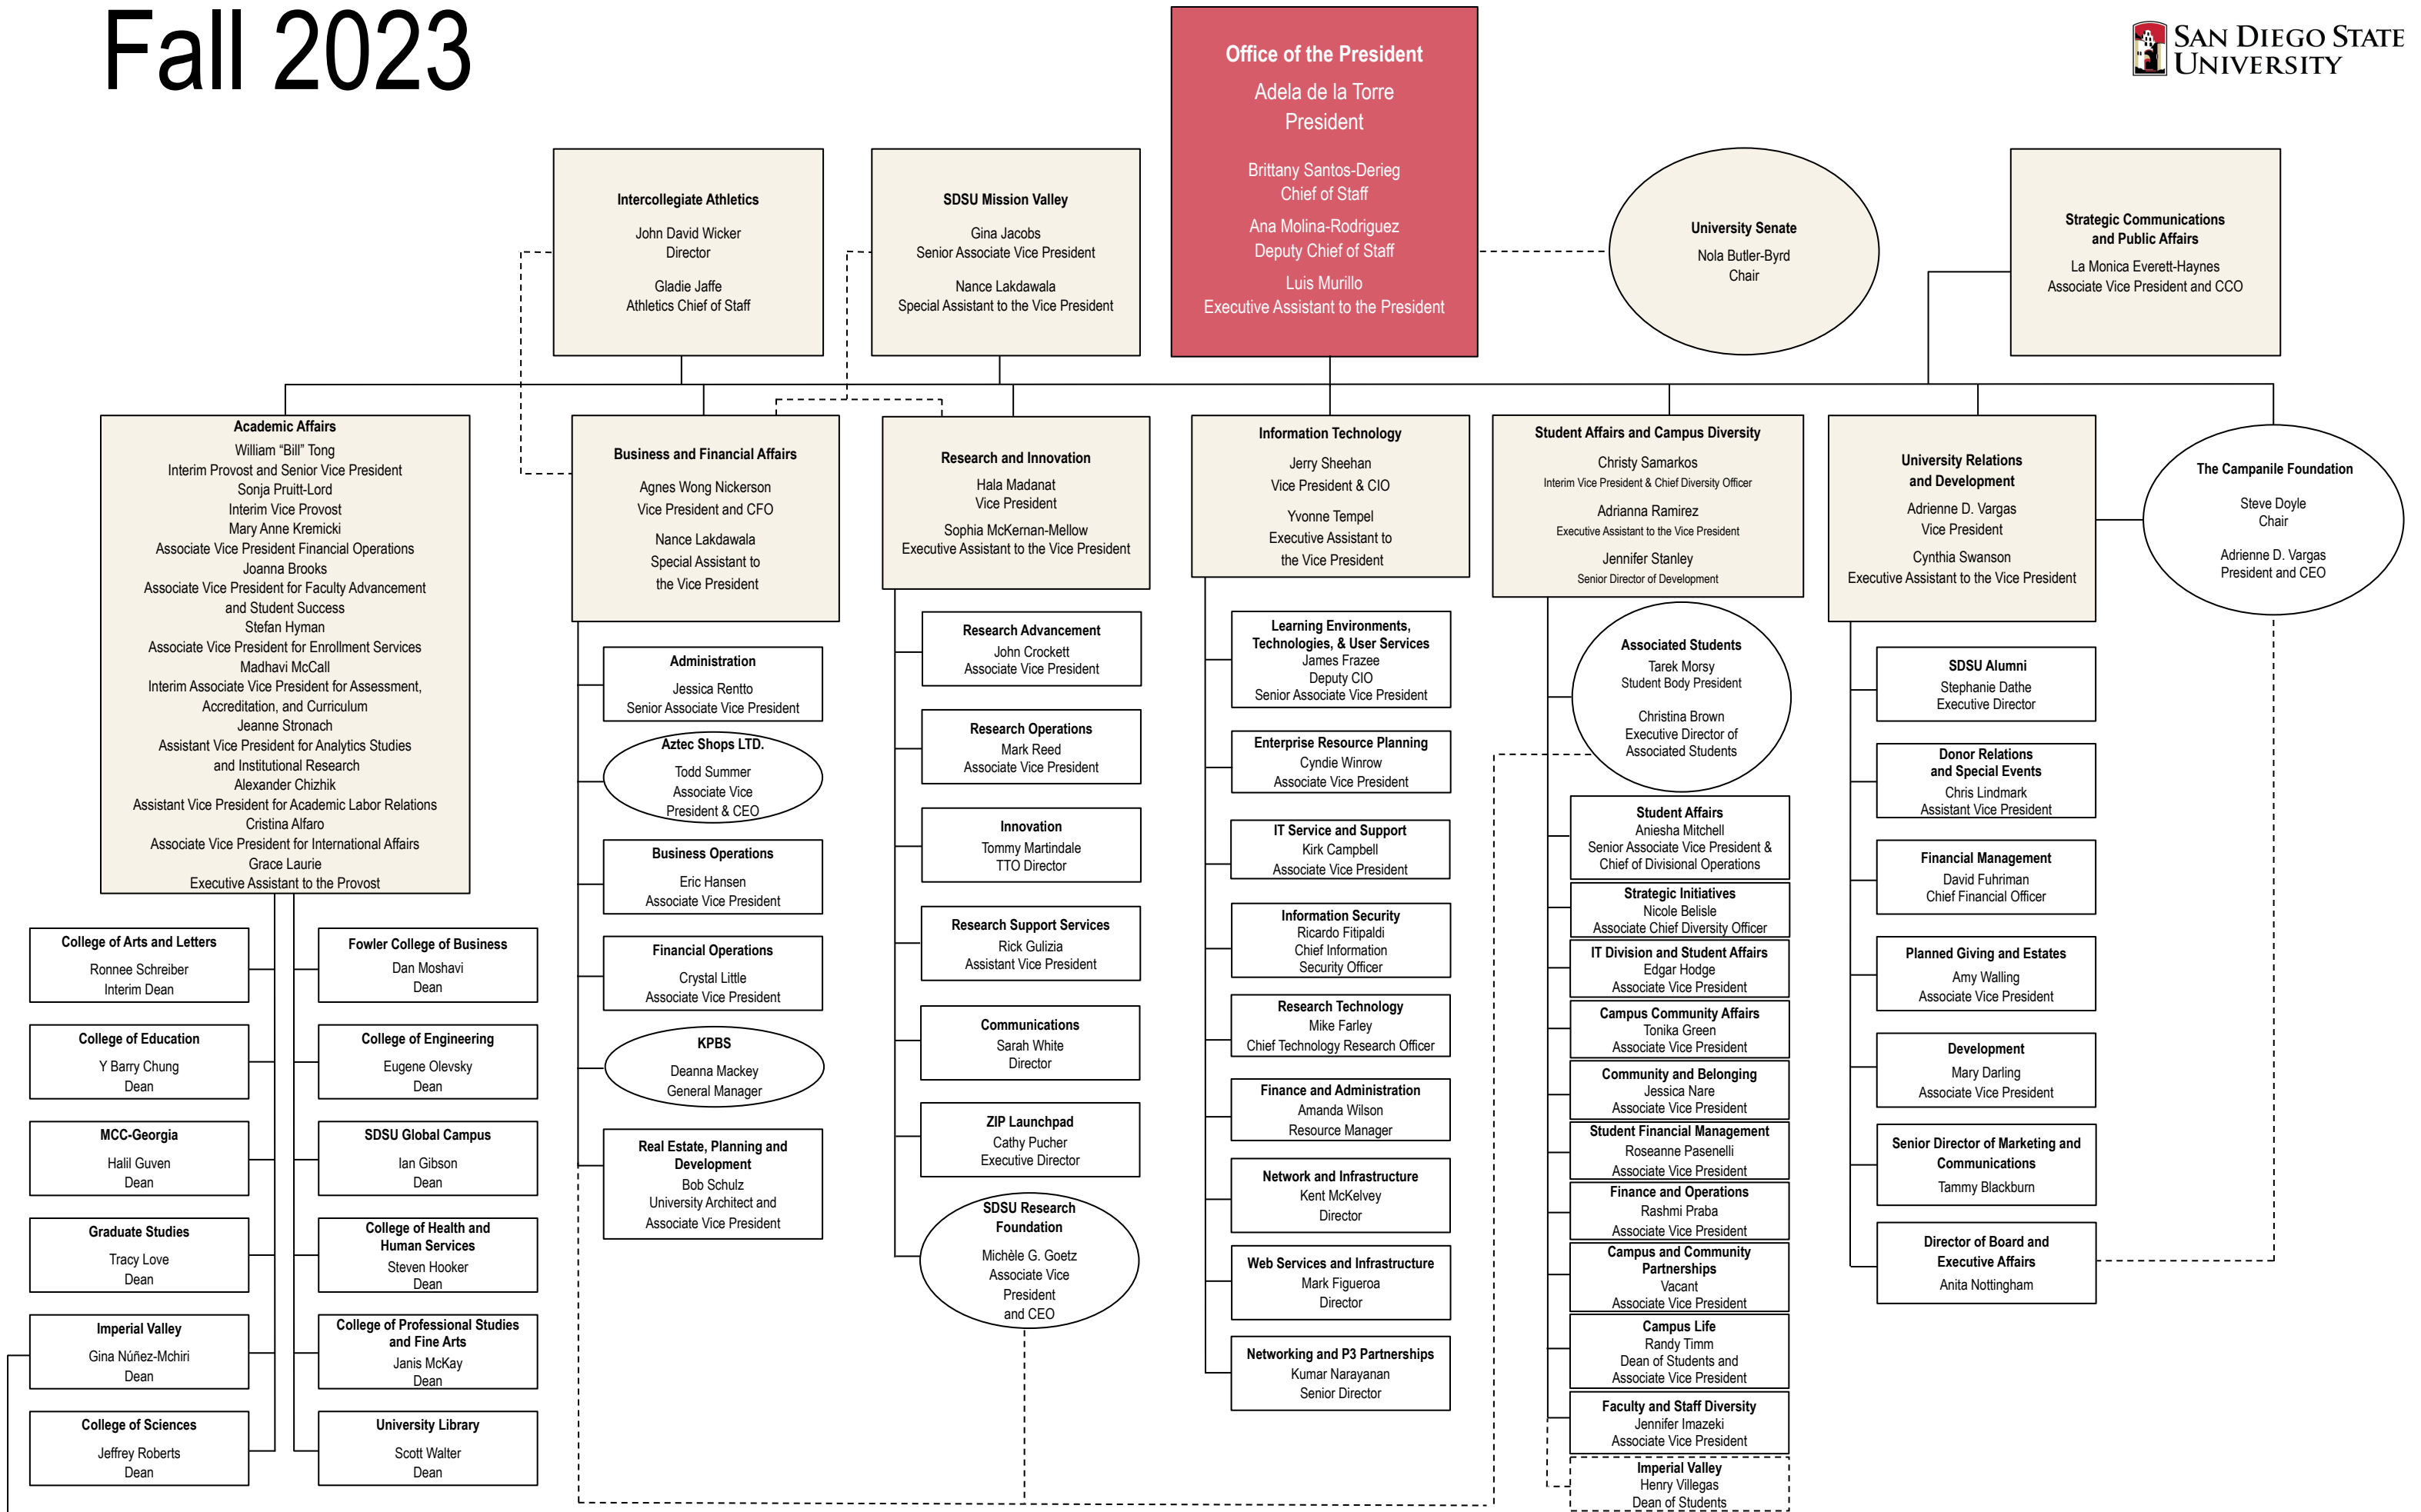 Fall 2023
SAN DIEGO STATE
UNIVERSITY
Office of the President
Adela de la Torre
President
Brittany Santos-Derieg
Chief of Staff
Ana Molina-Rodriguez
Deputy Chief of Staff
Luis Murillo
Executive Assistant to the President
Intercollegiate Athletics
John David Wicker
Director
Gladie Jaffe
Athletics Chief of Staff
SDSU Mission Valley
Gina Jacobs
Senior Associate Vice President
Nance Lakdawala
Special Assistant to the Vice President
University Senate
Nola Butler-Byrd
Chair
Strategic Communications
and Public Affairs
La Monica Everett-Haynes
Associate Vice President and CCO
Academic Affairs
William “Bill” Tong
Interim Provost and Senior Vice President
Sonja Pruitt-Lord
Interim Vice Provost
Mary Anne Kremicki
Associate Vice President Financial Operations
Joanna Brooks
Associate Vice President for Faculty Advancement
and Student Success
Stefan Hyman
Associate Vice President for Enrollment Services
Madhavi McCall
Interim Associate Vice President for Assessment,
Accreditation, and Curriculum
Jeanne Stronach
Assistant Vice President for Analytics Studies
and Institutional Research
Alexander Chizhik
Assistant Vice President for Academic Labor Relations
Cristina Alfaro
Associate Vice President for International Affairs
Grace Laurie
Executive Assistant to the Provost
College of Arts and Letters
Ronnee Schreiber
Interim Dean
College of Education
Y Barry Chung
Dean
MCC-Georgia
Halil Guven
Dean
Graduate Studies
Tracy Love
Dean
Imperial Valley
Gina Núñez-Mchiri
Dean
College of Sciences
Jeffrey Roberts
Dean
Fowler College of Business
Dan Moshavi
Dean
College of Engineering
Eugene Olevsky
Dean
SDSU Global Campus
Ian Gibson
Dean
College of Health and
Human Services
Steven Hooker
Dean
College of Professional Studies
and Fine Arts
Janis McKay
Dean
University Library
Scott Walter
Dean
Business and Financial Affairs
Agnes Wong Nickerson
Vice President and CFO
Nance Lakdawala
Special Assistant to
the Vice President
Administration
Jessica Rentto
Senior Associate Vice President
Aztec Shops LTD.
Todd Summer
Associate Vice
President & CEO
Business Operations
Eric Hansen
Associate Vice President
Financial Operations
Crystal Little
Associate Vice President
KPBS
Deanna Mackey
General Manager
Real Estate, Planning and
Development
Bob Schulz
University Architect and
Associate Vice President
Research and Innovation
Hala Madanat
Vice President
Sophia McKernan-Mellow
Executive Assistant to the Vice President
Research Advancement
John Crockett
Associate Vice President
Research Operations
Mark Reed
Associate Vice President
Innovation
Tommy Martindale
TTO Director
Research Support Services
Rick Gulizia
Assistant Vice President
Communications
Sarah White
Director
ZIP Launchpad
Cathy Pucher
Executive Director
SDSU Research
Foundation
Michèle G. Goetz
Associate Vice
President
and CEO
Information Technology
Jerry Sheehan
Vice President & CIO
Yvonne Tempel
Executive Assistant to
the Vice President
Learning Environments,
Technologies, & User Services
James Frazee
Deputy CIO
Senior Associate Vice President
Enterprise Resource Planning
Cyndie Winrow
Associate Vice President
IT Service and Support
Kirk Campbell
Associate Vice President
Information Security
Ricardo Fitipaldi
Chief Information
Security Officer
Research Technology
Mike Farley
Chief Technology Research Officer
Finance and Administration
Amanda Wilson
Resource Manager
Network and Infrastructure
Kent McKelvey
Director
Web Services and Infrastructure
Mark Figueroa
Director
Networking and P3 Partnerships
Kumar Narayanan
Senior Director
Student Affairs and Campus Diversity
Christy Samarkos
Interim Vice President & Chief Diversity Officer
Adrianna Ramirez
Executive Assistant to the Vice President
Jennifer Stanley
Senior Director of Development
Associated Students
Tarek Morsy
Student Body President
Christina Brown
Executive Director of
Associated Students
Student Affairs
Aniesha Mitchell
Senior Associate Vice President &
Chief of Divisional Operations
Strategic Initiatives
Nicole Belisle
Associate Chief Diversity Officer
IT Division and Student Affairs
Edgar Hodge
Associate Vice President
Campus Community Affairs
Tonika Green
Associate Vice President
Community and Belonging
Jessica Nare
Associate Vice President
Student Financial Management
Roseanne Pasenelli
Associate Vice President
Finance and Operations
Rashmi Praba
Associate Vice President
Campus and Community
Partnerships
Vacant
Associate Vice President
Campus Life
Randy Timm
Dean of Students and
Associate Vice President
Faculty and Staff Diversity
Jennifer Imazeki
Associate Vice President
Imperial Valley
Henry Villegas
Dean of Students
University Relations
and Development
Adrienne D. Vargas
Vice President
Cynthia Swanson
Executive Assistant to the Vice President
SDSU Alumni
Stephanie Dathe
Executive Director
Donor Relations
and Special Events
Chris Lindmark
Assistant Vice President
Financial Management
David Fuhriman
Chief Financial Officer
Planned Giving and Estates
Amy Walling
Associate Vice President
Development
Mary Darling
Associate Vice President
Senior Director of Marketing and
Communications
Tammy Blackburn
Director of Board and
Executive Affairs
Anita Nottingham
The Campanile Foundation
Steve Doyle
Chair
Adrienne D. Vargas
President and CEO